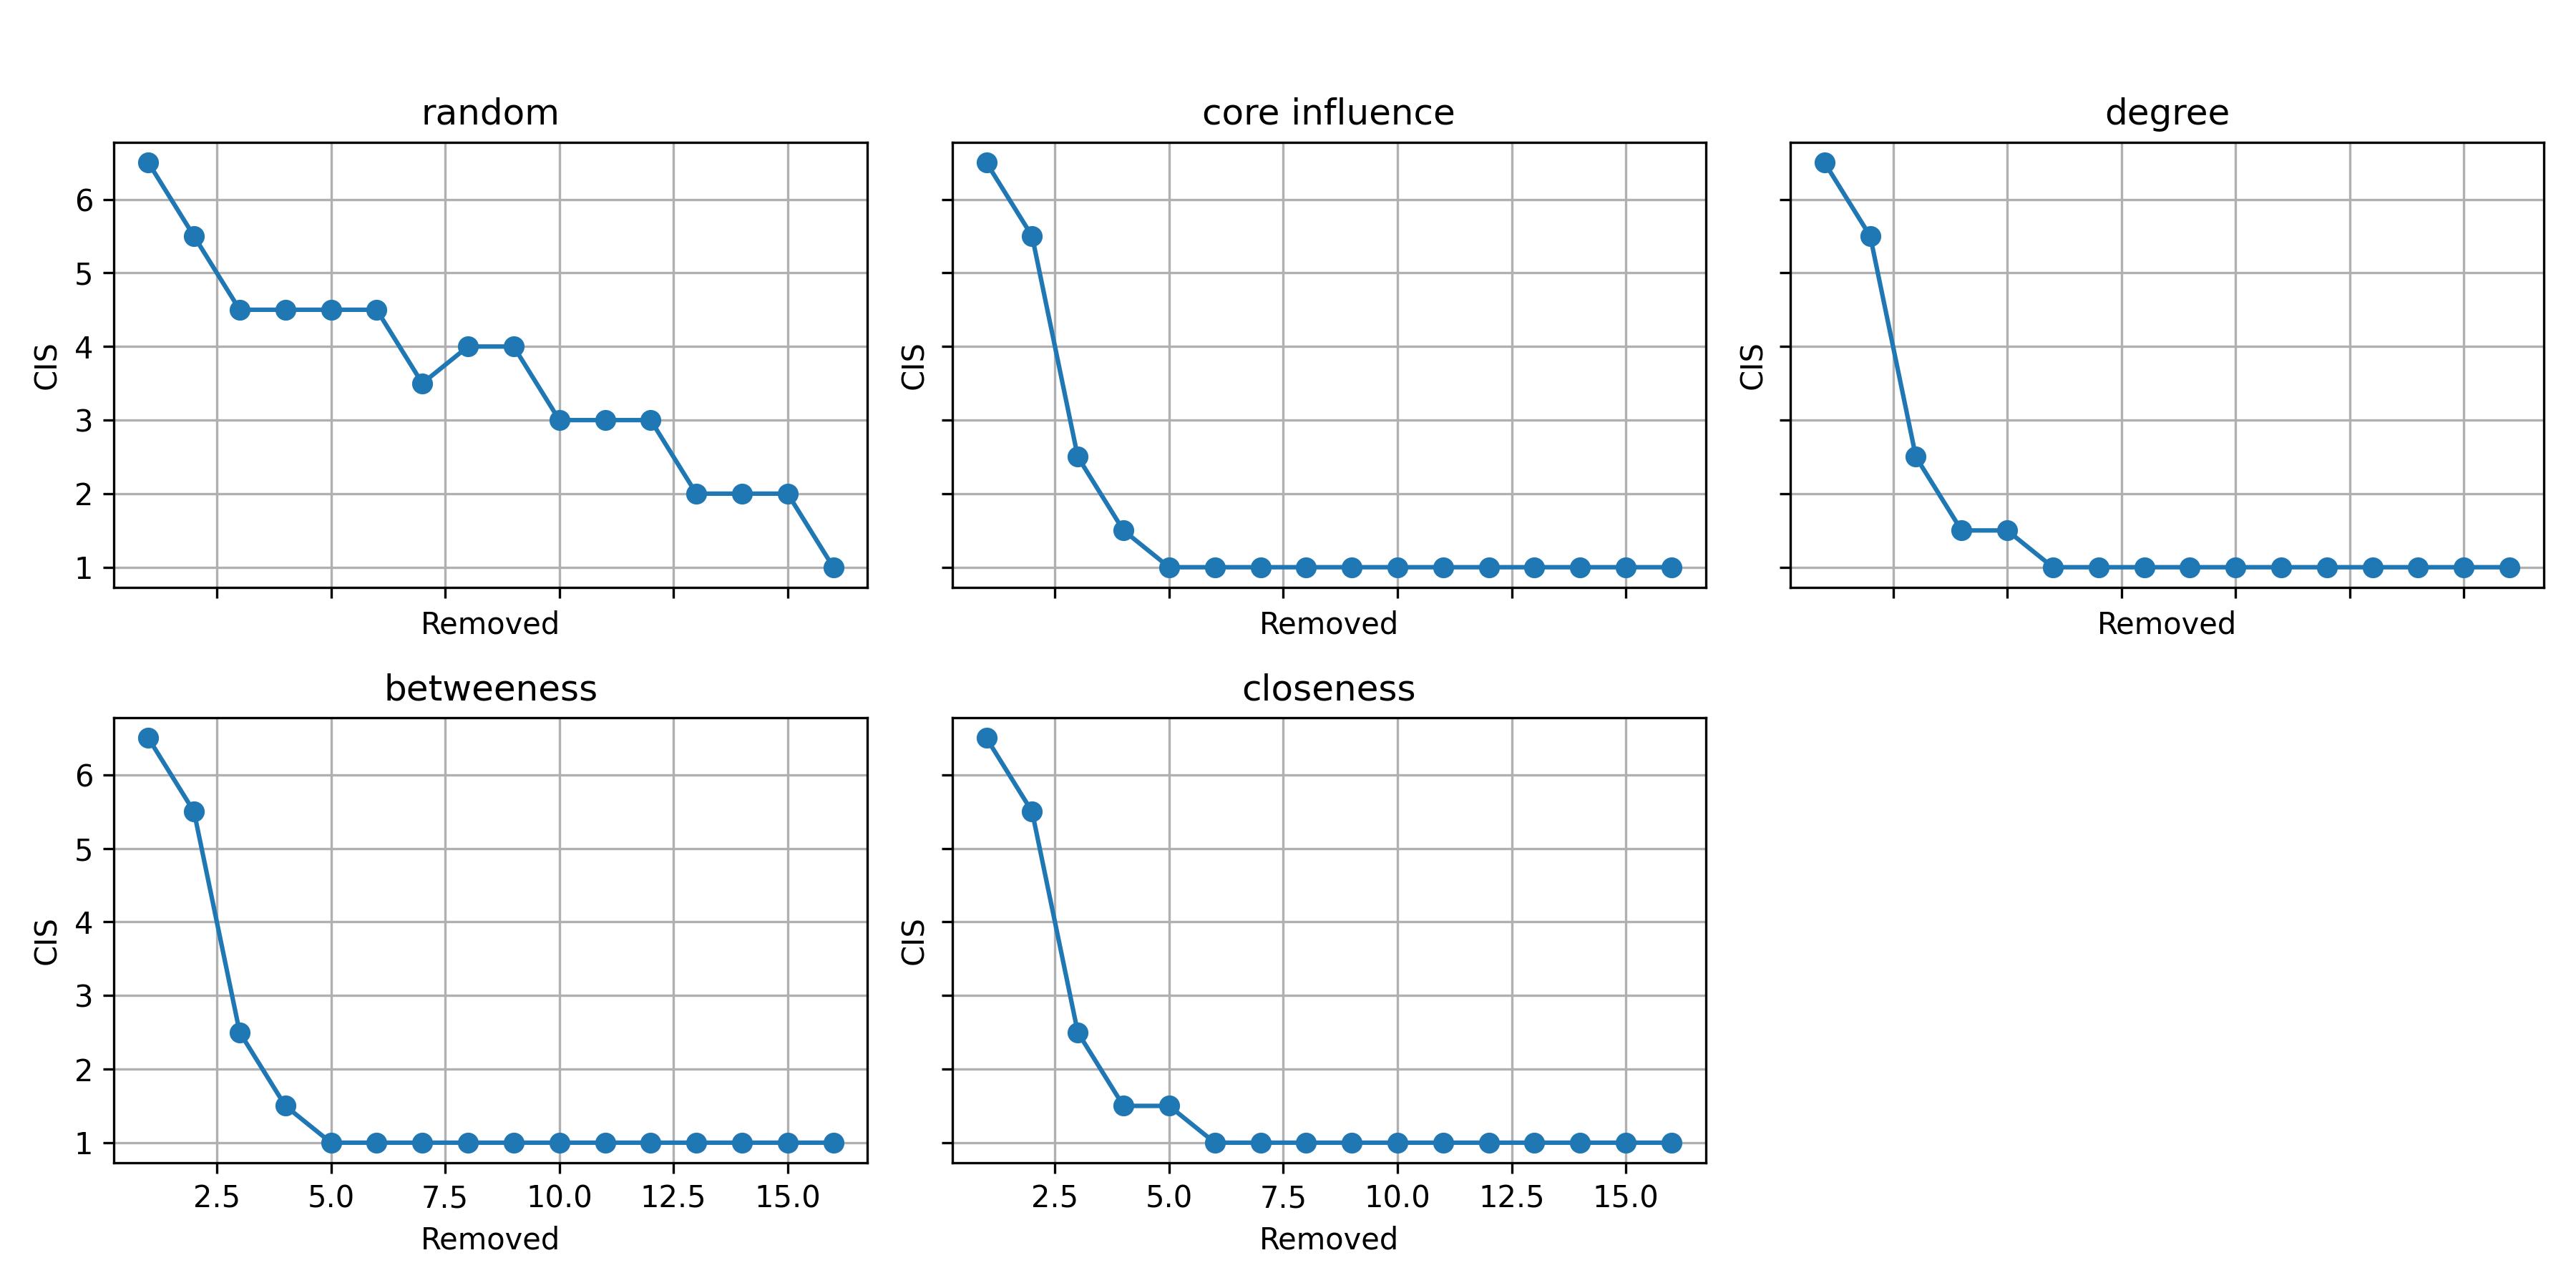 random
core influence
degree
CIS
6
5
4
3
2
1
Removed
CIS
Removed
CIS
Removed
betweeness
closeness
CIS
6
5
4
3
2
1
2.5 5.0 7.5 10.0 12.5 15.0
Removed
CIS
2.5 5.0 7.5 10.0 12.5 15.0
Removed